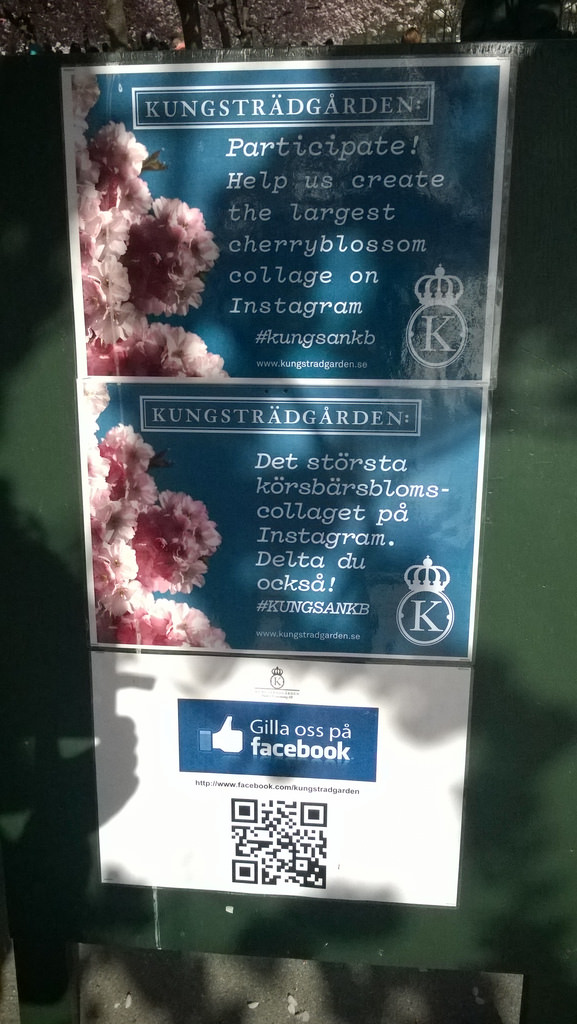 KUNGSTRÄDGÅRDEN:
Participate!
Help us create
the largest
cherryblossom
collage on
Instagram
#kungsankb
K
www.kungstradgarden.se
KUNGSTRÄDGÅRDEN:
Det största
körsbärsbloms-
collaget på
Instagram.
Delta du
också!
#KUNGSANKB
K
www.kungstradgarden.se
K
Gilla oss på
facebook
http://www.facebook.com/kungstradgarden